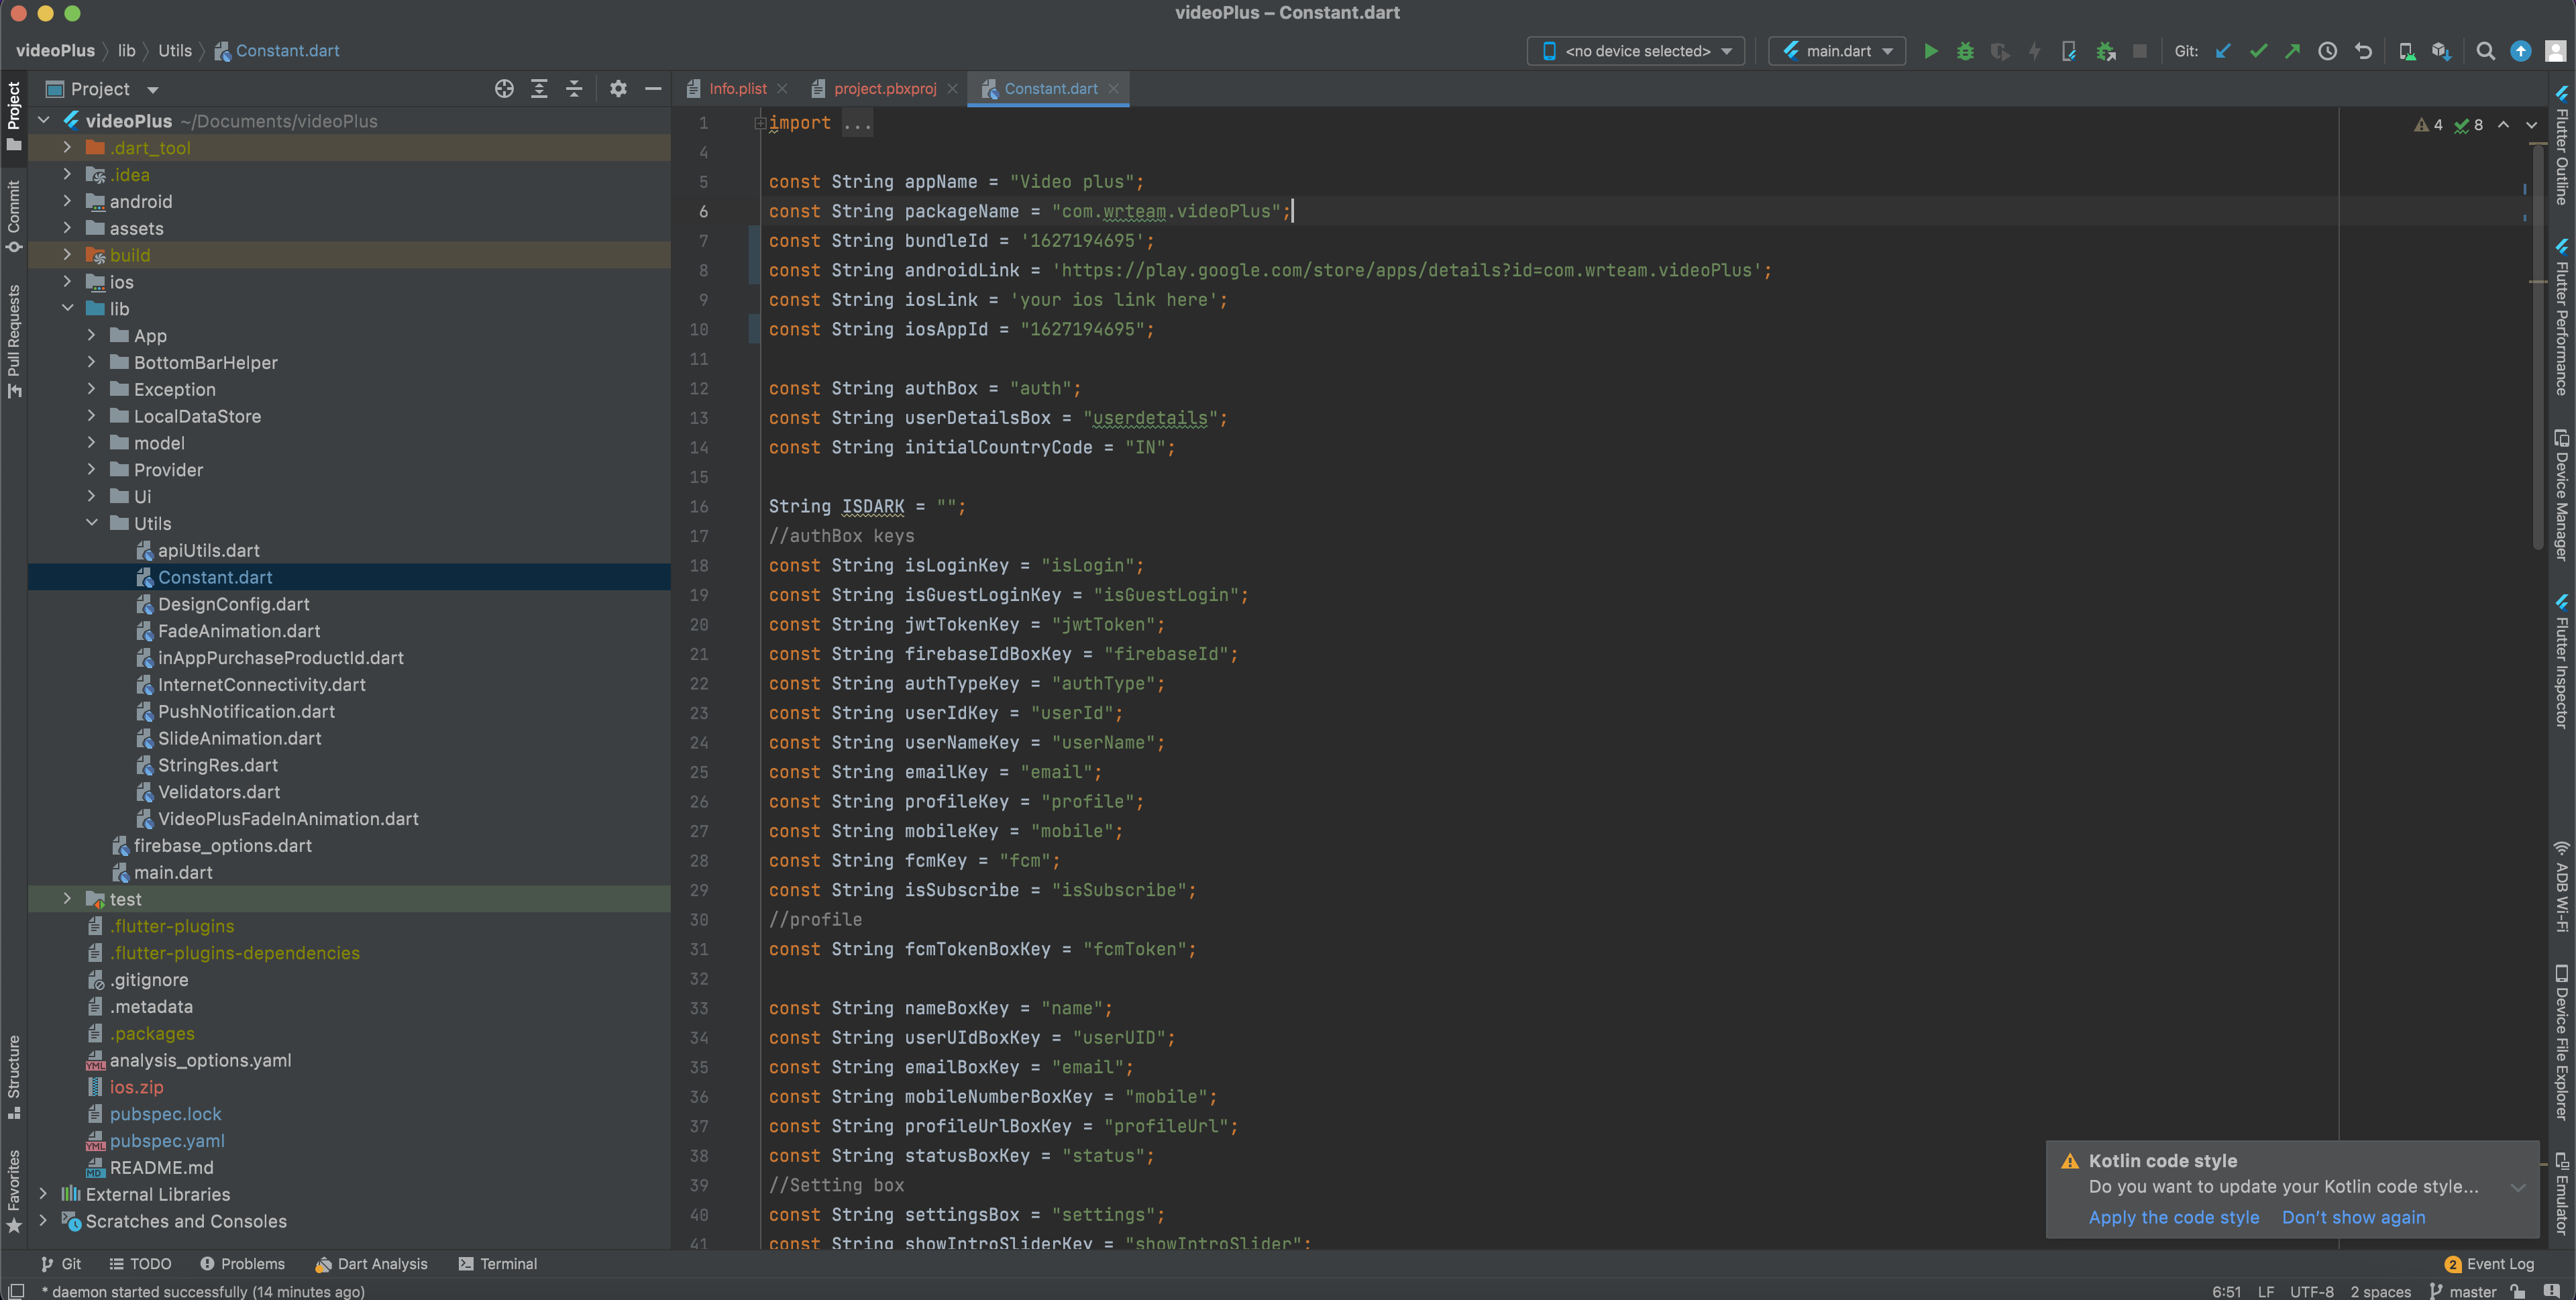 videoPlus – Constant.dart
videoPlus lib Utils Constant.dart
<no device selected> main.dart Git:
Project
Info.plist project.pbxproj Constant.dart
Project
Commit
Pull Requests
Structure
Favorites
videoPlus ~/Documents/videoPlus
.dart_tool
.idea
android
assets
build
ios
lib
App
BottomBarHelper
Exception
LocalDataStore
model
Provider
Ui
Utils
apiUtils.dart
Constant.dart
DesignConfig.dart
FadeAnimation.dart
inAppPurchaseProductId.dart
InternetConnectivity.dart
PushNotification.dart
SlideAnimation.dart
StringRes.dart
Velidators.dart
VideoPlusFadeInAnimation.dart
firebase_options.dart
main.dart
test
.flutter-plugins
.flutter-plugins-dependencies
.gitignore
.metadata
.packages
analysis_options.yaml
ios.zip
pubspec.lock
pubspec.yaml
README.md
External Libraries
Scratches and Consoles
1 import ...
4
5 const String appName = "Video plus";
6 const String packageName = "com.wrteam.videoPlus";
7 const String bundleId = '1627194695';
8 const String androidLink = 'https://play.google.com/store/apps/details?id=com.wrteam.videoPlus';
9 const String iosLink = 'your ios link here';
10 const String iosAppId = "1627194695";
11
12 const String authBox = "auth";
13 const String userDetailsBox = "userdetails";
14 const String initialCountryCode = "IN";
15
16 String ISDARK = "";
17 //authBox keys
18 const String isLoginKey = "isLogin";
19 const String isGuestLoginKey = "isGuestLogin";
20 const String jwtTokenKey = "jwtToken";
21 const String firebaseIdBoxKey = "firebaseId";
22 const String authTypeKey = "authType";
23 const String userIdKey = "userId";
24 const String userNameKey = "userName";
25 const String emailKey = "email";
26 const String profileKey = "profile";
27 const String mobileKey = "mobile";
28 const String fcmKey = "fcm";
29 const String isSubscribe = "isSubscribe";
30 //profile
31 const String fcmTokenBoxKey = "fcmToken";
32
33 const String nameBoxKey = "name";
34 const String userUIdBoxKey = "userUID";
35 const String emailBoxKey = "email";
36 const String mobileNumberBoxKey = "mobile";
37 const String profileUrlBoxKey = "profileUrl";
38 const String statusBoxKey = "status";
39 //Setting box
40 const String settingsBox = "settings";
41 const String showIntroSliderKey = "showIntroSlider";
4 8
Flutter Outline
Flutter Performance
Device Manager
Flutter Inspector
ADB Wi-Fi
Device File Explorer
Emulator
Kotlin code style
Do you want to update your Kotlin code style...
Apply the code style Don't show again
Git TODO Problems Dart Analysis Terminal 2 Event Log
* daemon started successfully (14 minutes ago) 6:51 LF UTF-8 2 spaces master